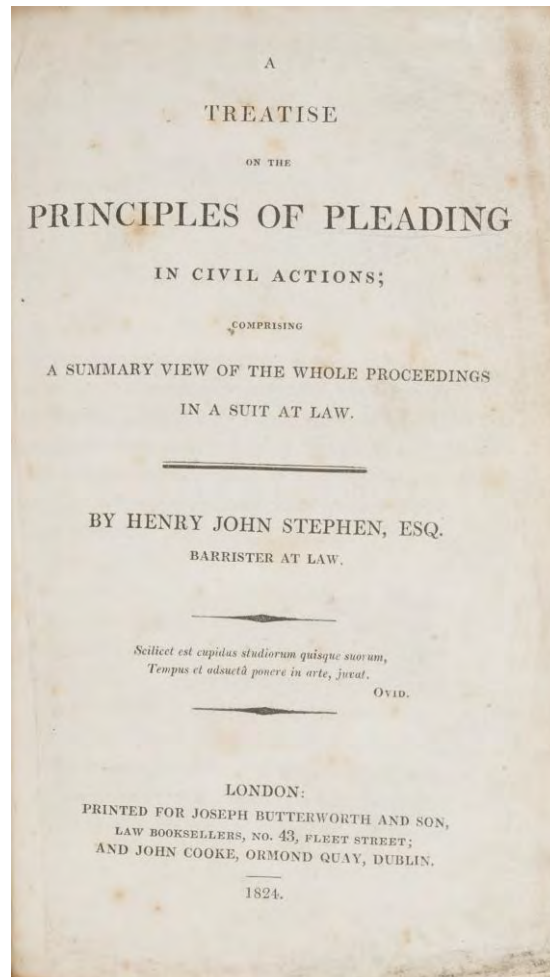 A
TREATISE
ON THE
PRINCIPLES OF PLEADING
IN CIVIL ACTIONS;
COMPRISING
A SUMMARY VIEW OF THE WHOLE PROCEEDINGS
IN A SUIT AT LAW.
BY HENRY JOHN STEPHEN, ESQ.
BARRISTER AT LAW.
Scilicet est cupidus studiorum quisque suorum,
Tempus et adsuetâ ponere in arte, juvat.
OVID.
LONDON:
PRINTED FOR JOSEPH BUTTERWORTH AND SON,
LAW BOOKSELLERS, NO. 43, FLEET STREET;
AND JOHN COOKE, ORMOND QUAY, DUBLIN.
1824.